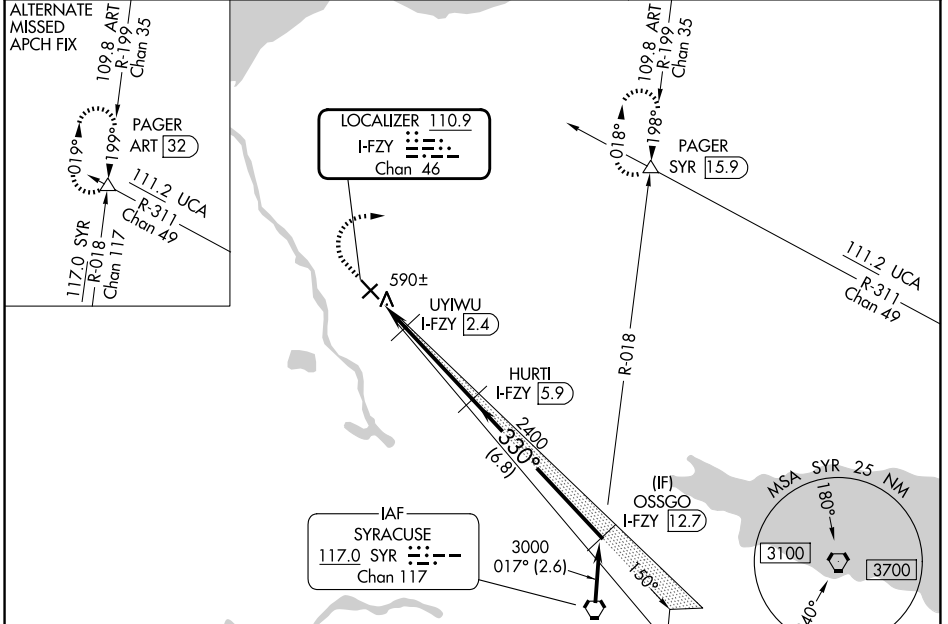 ALTERNATE
MISSED
APCH FIX
109.8 ART
R-199
Chan 35
019°
199°
PAGER
ART 32
111.2 UCA
R-311
Chan 49
117.0 SYR
R-018
Chan 117
LOCALIZER 110.9
I-FZY
Chan 46
109.8 ART
R-199
Chan 35
018°
198°
PAGER
SYR 15.9
111.2 UCA
R-311
Chan 49
R-018
590±
UYIWU
I-FZY 2.4
HURTI
I-FZY 5.9
2400
330°
(6.8)
(IF)
OSSGO
I-FZY 12.7
IAF
SYRACUSE
117.0 SYR
Chan 117
3000
017° (2.6)
150°
MSA SYR 25 NM
180°
3100
3700